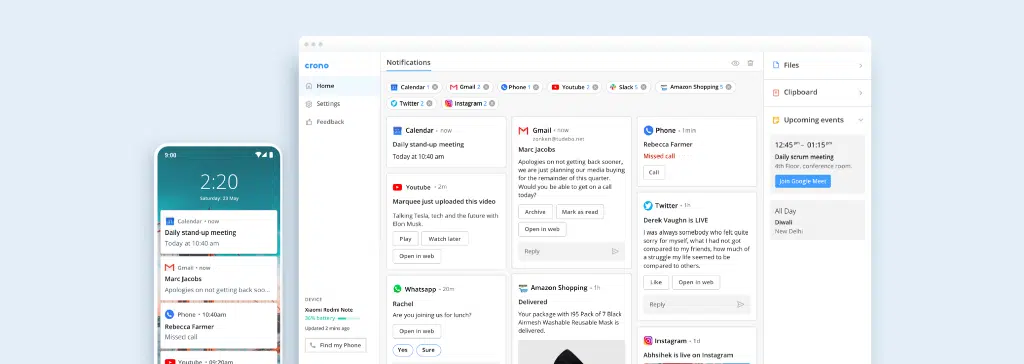 9:00
2:20
Saturday, 23 May
Calendar • now
Daily stand-up meeting
Today at 10:40 am
Gmail • now
Marc Jacobs
Apologies on not getting back soo...
Phone • 10:40am
Rebecca Farmer
Missed call
Youtube • 09:20am
crono
Home
Settings
Feedback
DEVICE
Xiaomi Redmi Note
Updated 2 mins ago
Find my Phone
Notifications
Calendar 1
Gmail 2
Phone 1
Youtube 2
Slack 5
Amazon Shopping 5
Twitter 2
Instagram 2
Calendar • now
Daily stand-up meeting
Today at 10:40 am
Youtube • 2m
Marquee just uploaded this video
Talking Tesla, tech and the future with
Elon Musk.
Play
Watch later
Open in web
Whatsapp • 20m
Rachel
Are you joining us for lunch?
Open in web
Yes
Sure
Gmail • now
Marc Jacobs
Apologies on not getting back sooner,
we are just planning our media buying
for the remainder of this quarter.
Would you be able to get on a call
today?
Archive
Mark as read
Open in web
Reply
Amazon Shopping • 1h
Delivered
Your package with I95 Pack of 7 Black
Airmesh Washable Reusable Mask is
delivered.
Phone • 1min
Rebecca Farmer
Missed call
Call
Twitter • 1h
Derek Vaughn is LIVE
I was always somebody who felt quite
sorry for myself, what I had not got
compared to my friends, how much of
a struggle my life seemed to be
compared to others.
Like
Open in web
Reply
Instagram • 1d
Abhsihek is live on Instagram
Files
Clipboard
Upcoming events
12:45 PM - 01:15 PM
Daily scrum meeting
4th Floor, conference room.
Join Google Meet
All Day
Diwali
New Delhi